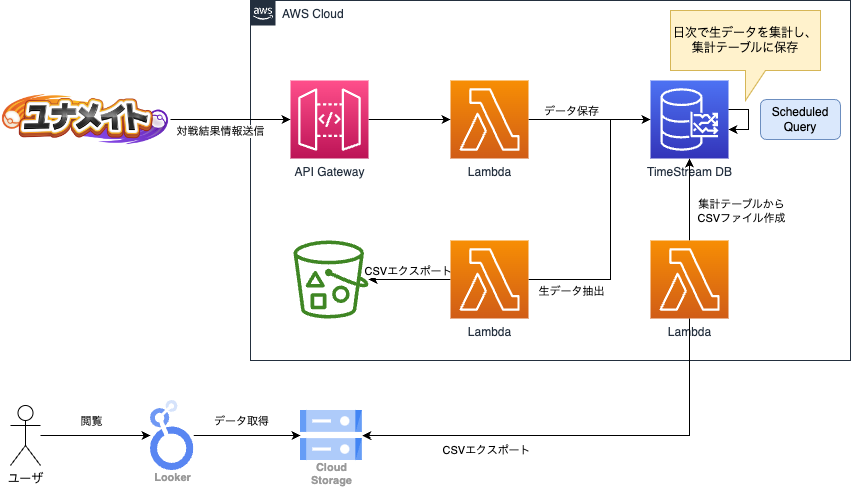 aws
AWS Cloud
日次で生データを集計し、
集計テーブルに保存
ユナメイト
対戦結果情報送信
データ保存
Scheduled
Query
API Gateway
Lambda
TimeStream DB
集計テーブルから
CSVファイル作成
CSVエクスポート
生データ抽出
Lambda
Lambda
閲覧
データ取得
CSVエクスポート
ユーザ
Looker
Cloud
Storage